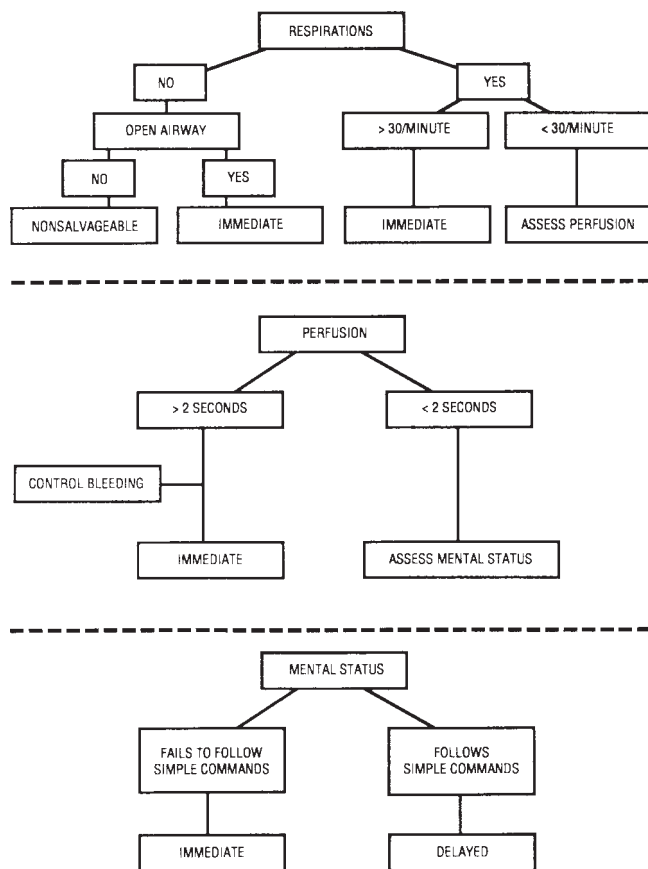 RESPIRATIONS
NO
YES
OPEN AIRWAY
> 30/MINUTE
< 30/MINUTE
NO
YES
NONSALVAGEABLE
IMMEDIATE
IMMEDIATE
ASSESS PERFUSION
PERFUSION
> 2 SECONDS
< 2 SECONDS
CONTROL BLEEDING
IMMEDIATE
ASSESS MENTAL STATUS
MENTAL STATUS
FAILS TO FOLLOW
SIMPLE COMMANDS
FOLLOWS
SIMPLE COMMANDS
IMMEDIATE
DELAYED